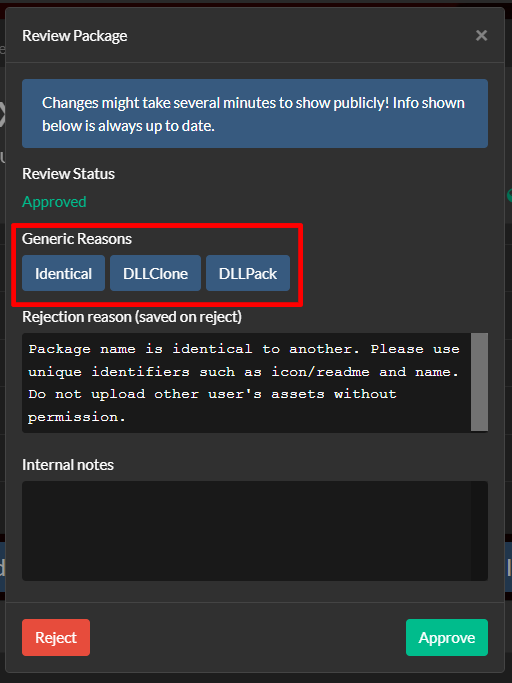 Review Package ×
Changes might take several minutes to show publicly! Info shown
below is always up to date.
Review Status
Approved
Generic Reasons
Identical DLLClone DLLPack
Rejection reason (saved on reject)
Package name is identical to another. Please use
unique identifiers such as icon/readme and name.
Do not upload other user's assets without
permission.
Internal notes
Reject Approve